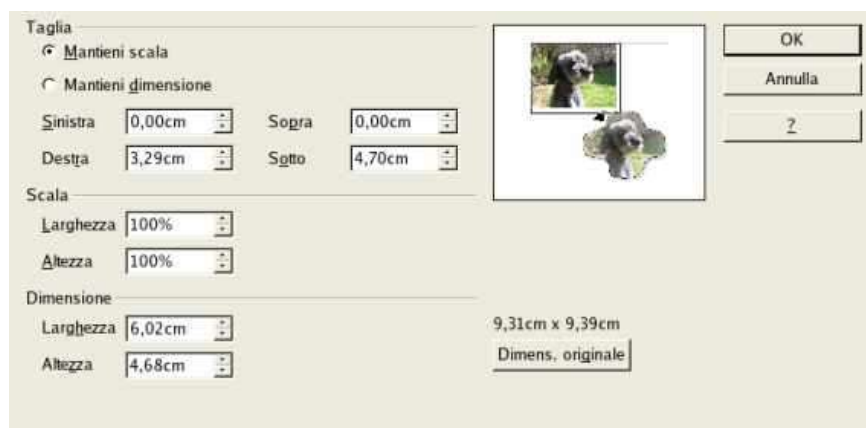 Taglia
Mantieni scala
Mantieni dimensione
Sinistra 0,00cm Sopra 0,00cm
Destra 3,29cm Sotto 4,70cm
Scala
Larghezza 100%
Altezza 100%
Dimensione
Larghezza 6,02cm
Altezza 4,68cm
9,31cm x 9,39cm
Dimens. originale
OK
Annulla
?